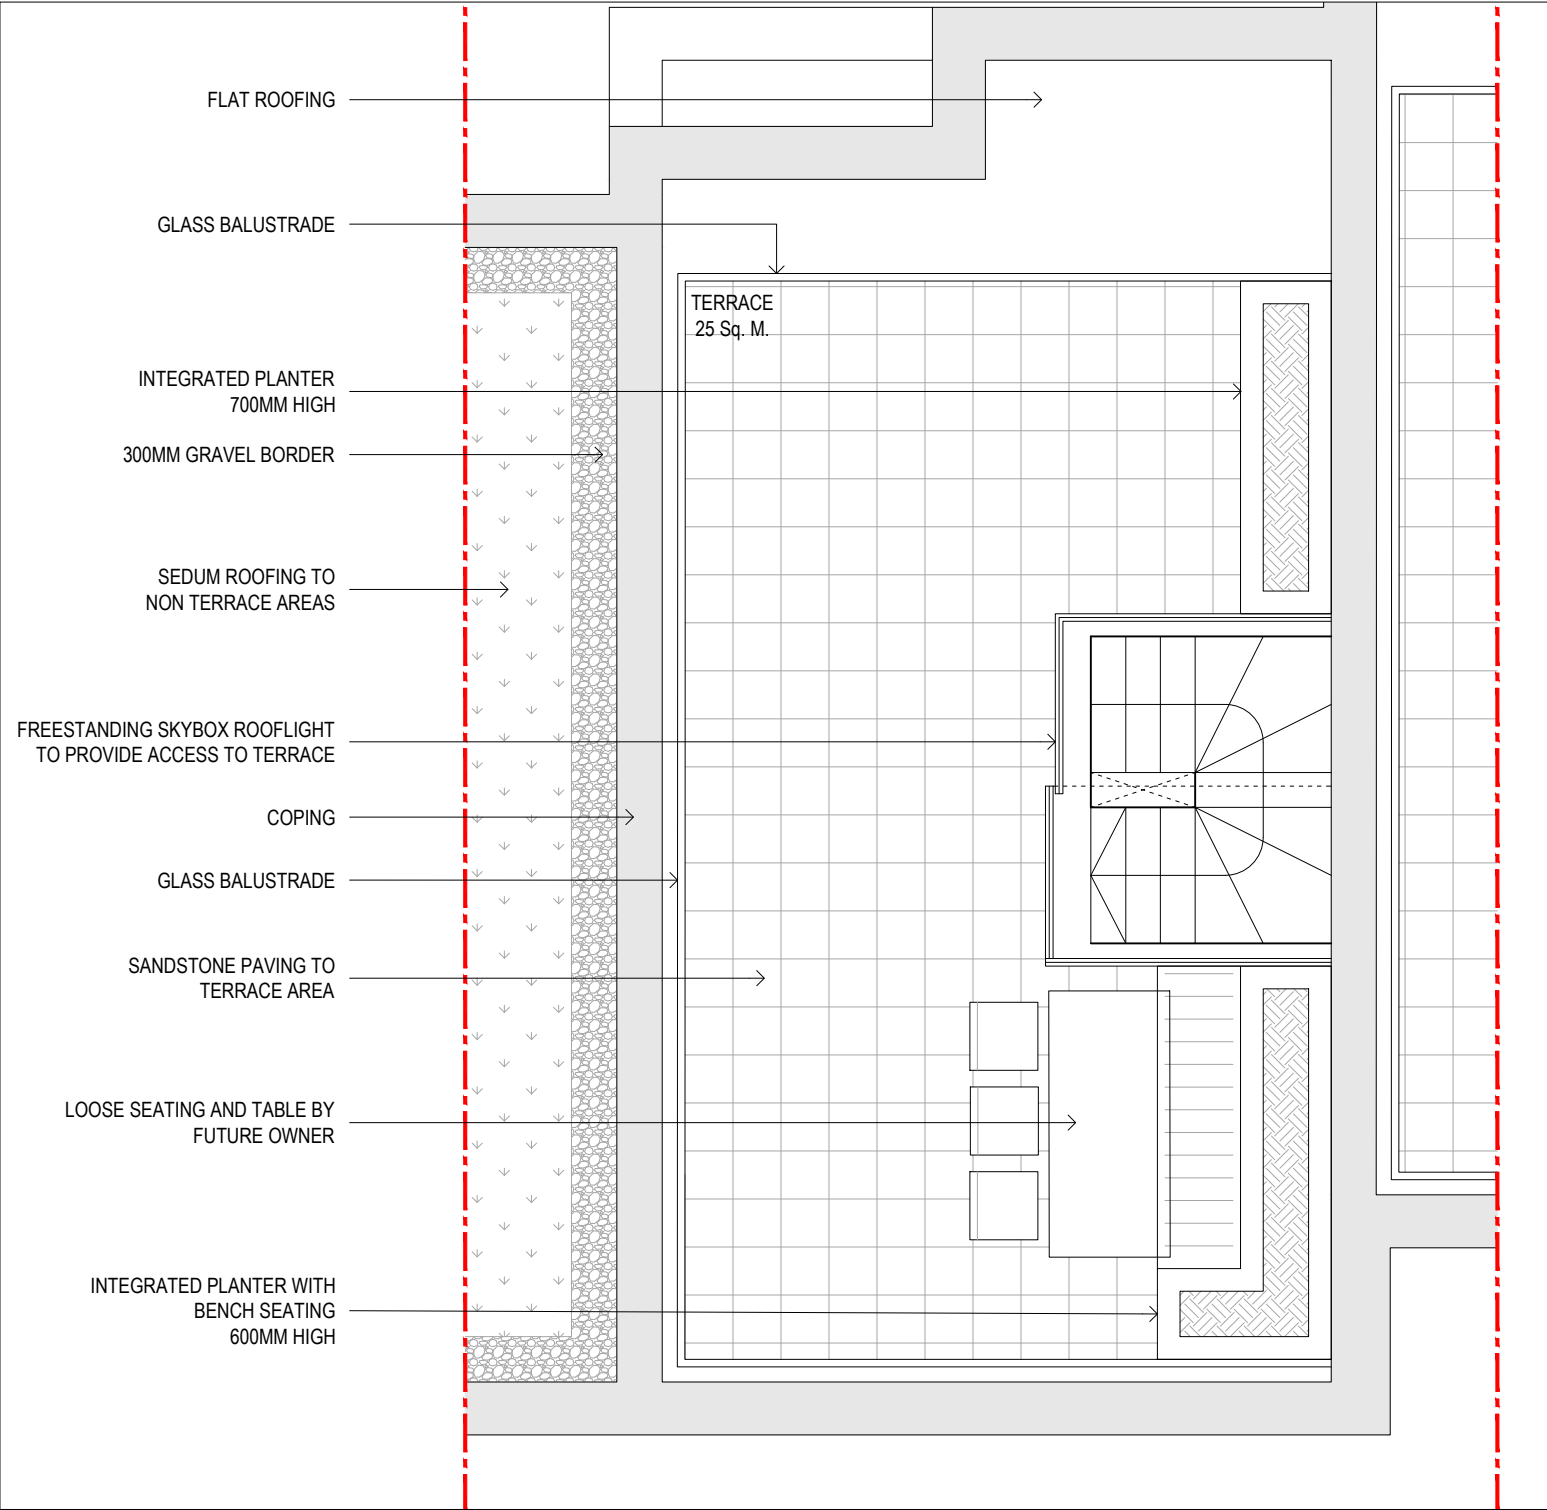 FLAT ROOFING
GLASS BALUSTRADE
TERRACE
25 Sq. M.
INTEGRATED PLANTER
700MM HIGH
300MM GRAVEL BORDER
SEDUM ROOFING TO
NON TERRACE AREAS
FREESTANDING SKYBOX ROOFLIGHT
TO PROVIDE ACCESS TO TERRACE
COPING
GLASS BALUSTRADE
SANDSTONE PAVING TO
TERRACE AREA
LOOSE SEATING AND TABLE BY
FUTURE OWNER
INTEGRATED PLANTER WITH
BENCH SEATING
600MM HIGH